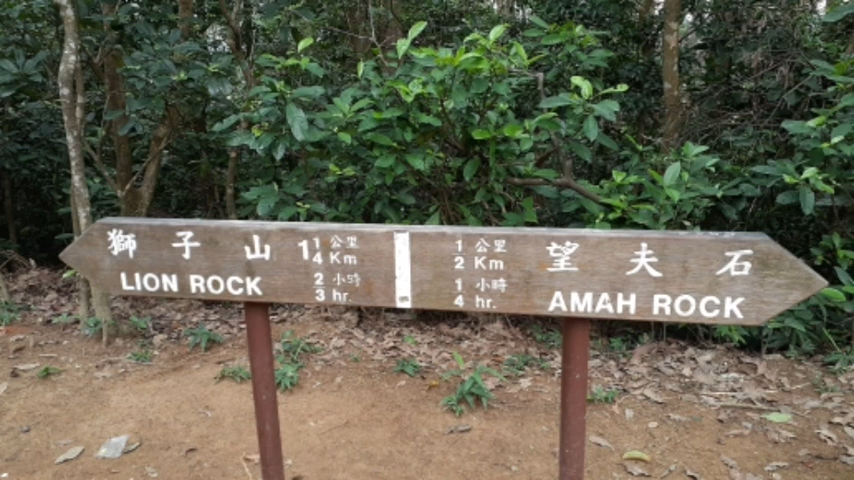 獅子山
LION ROCK
1 1/4 公里 Km
2/3 小時 hr.
1/2 公里 Km
1/4 小時 hr.
望夫石
AMAH ROCK